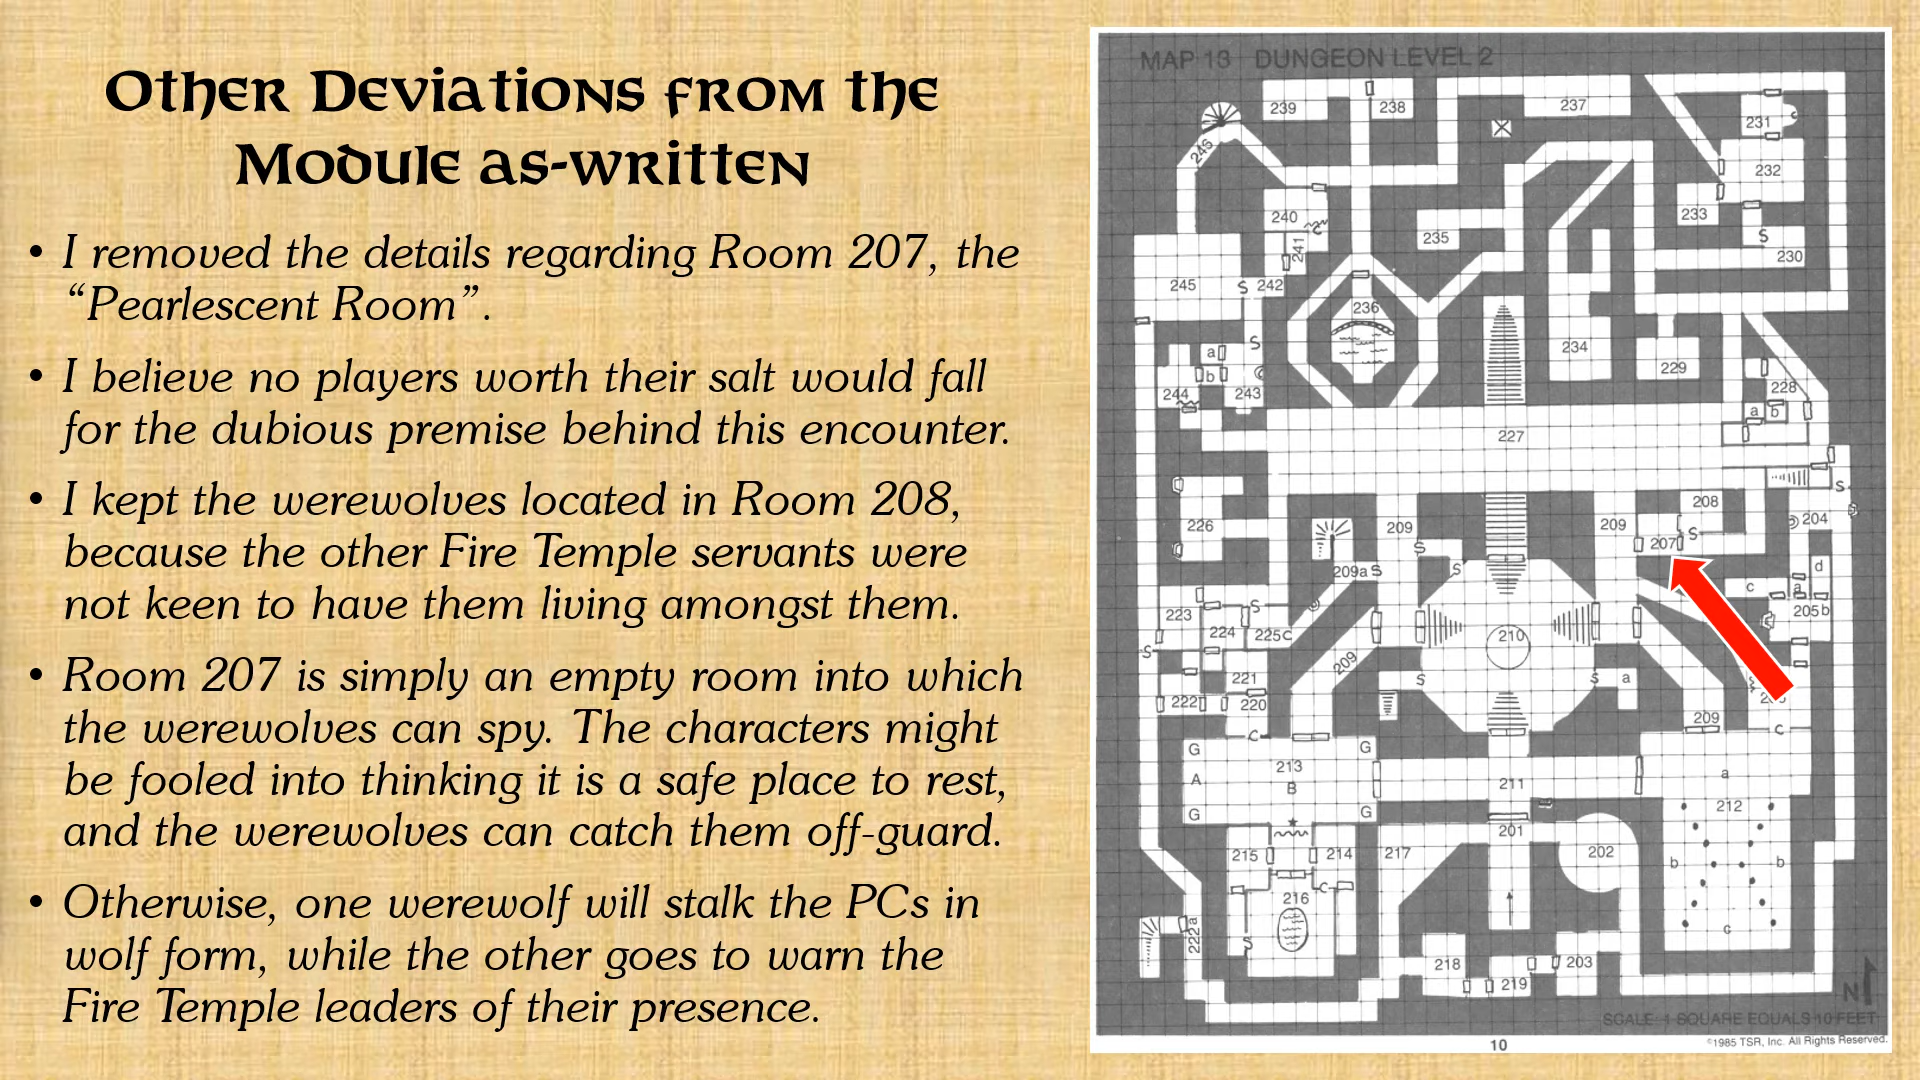 Other Deviations from the
Module as-written
• I removed the details regarding Room 207, the
“Pearlescent Room”.
• I believe no players worth their salt would fall
for the dubious premise behind this encounter.
• I kept the werewolves located in Room 208,
because the other Fire Temple servants were
not keen to have them living amongst them.
• Room 207 is simply an empty room into which
the werewolves can spy. The characters might
be fooled into thinking it is a safe place to rest,
and the werewolves can catch them off-guard.
• Otherwise, one werewolf will stalk the PCs in
wolf form, while the other goes to warn the
Fire Temple leaders of their presence.
MAP 13 DUNGEON LEVEL 2
239 238 237
231
246
232
240 233
235 241 S
230
245 S 242
236
S
a 234
b 229
244 243 228
a b
227
S
208
226 209 209 204
S S
207
209a S S d
c a
223 S 205 b
224 225 C 210
S 209
221 S S a
222 220
209
C C
G G
213 a
A B 211
212
G G
201
215 214 217 202 b b
C
216
222a S c
218 203
219
N
SCALE: 1 SQUARE EQUALS 10 FEET
10
©1985 TSR, Inc. All Rights Reserved.